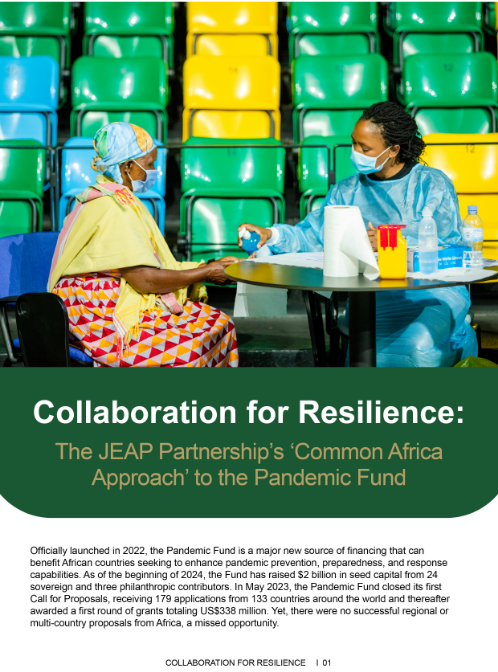 Collaboration for Resilience:
The JEAP Partnership's 'Common Africa
Approach' to the Pandemic Fund
Officially launched in 2022, the Pandemic Fund is a major new source of financing that can
benefit African countries seeking to enhance pandemic prevention, preparedness, and response
capabilities. As of the beginning of 2024, the Fund has raised $2 billion in seed capital from 24
sovereign and three philanthropic contributors. In May 2023, the Pandemic Fund closed its first
Call for Proposals, receiving 179 applications from 133 countries around the world and thereafter
awarded a first round of grants totaling US$338 million. Yet, there were no successful regional or
multi-country proposals from Africa, a missed opportunity.
COLLABORATION FOR RESILIENCE | 01